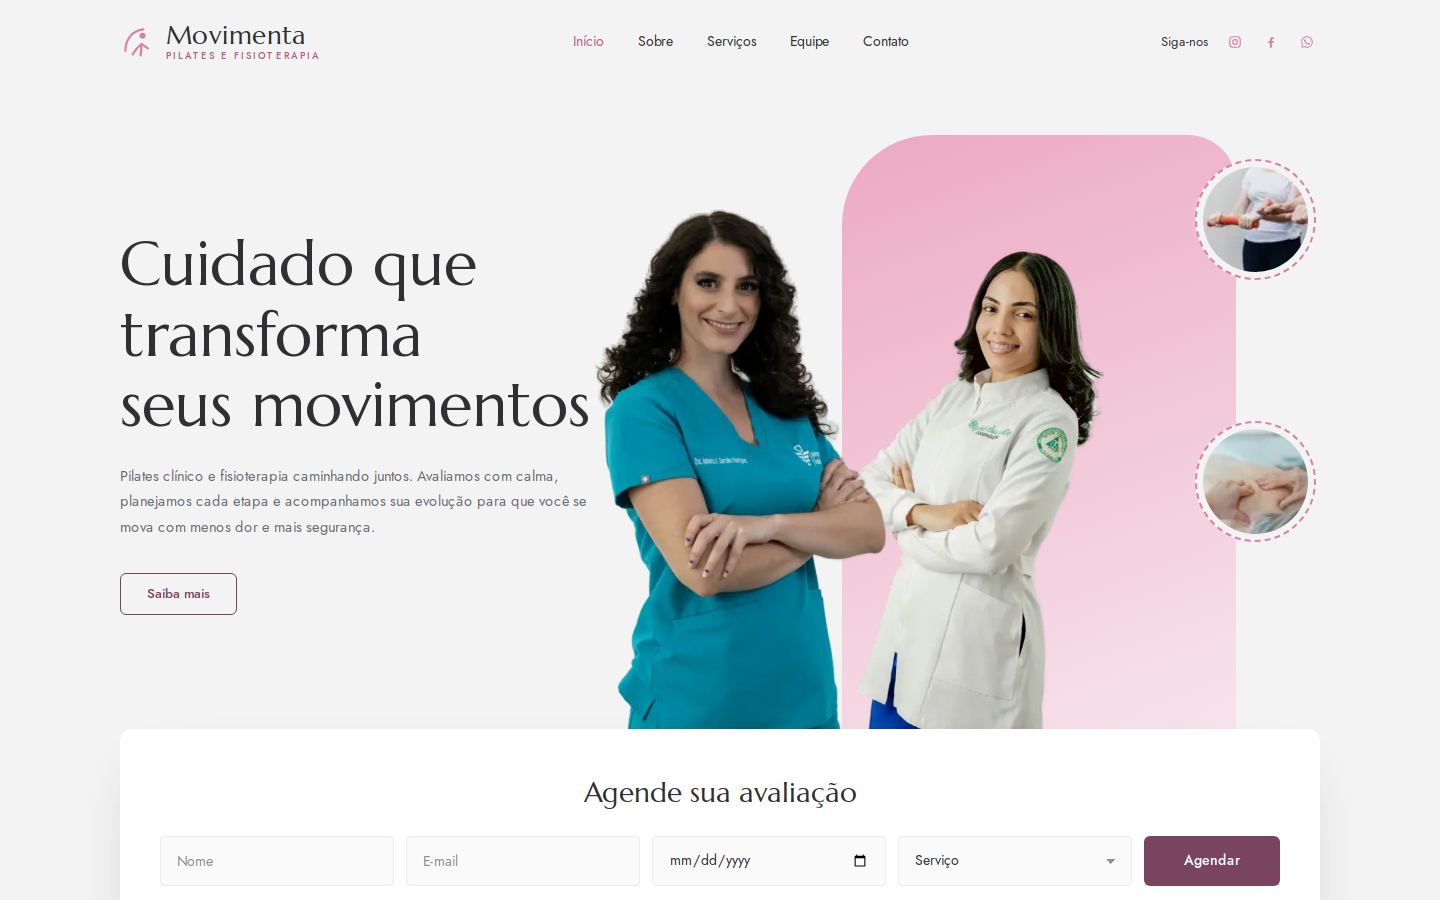 Movimenta
PILATES E FISIOTERAPIA
Início
Sobre
Serviços
Equipe
Contato
Siga-nos
Cuidado que
transforma
seus movimentos
Pilates clínico e fisioterapia caminhando juntos. Avaliamos com calma,
planejamos cada etapa e acompanhamos sua evolução para que você se
mova com menos dor e mais segurança.
Saiba mais
Agende sua avaliação
Nome
E-mail
mm/dd/yyyy
Serviço
Agendar